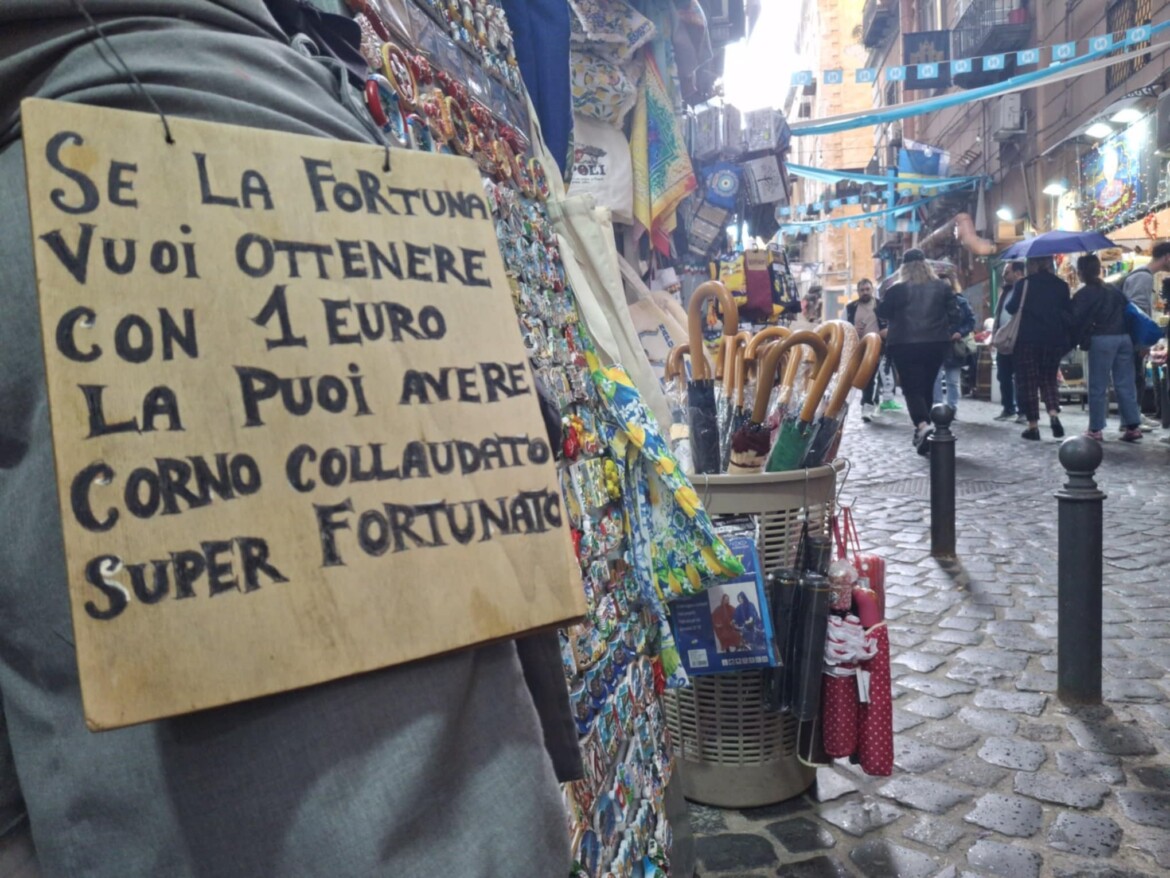 SE LA FORTUNA
VUOI OTTENERE
CON 1 EURO
LA PUOI AVERE
CORNO COLLAUDATO
SUPER FORTUNATO